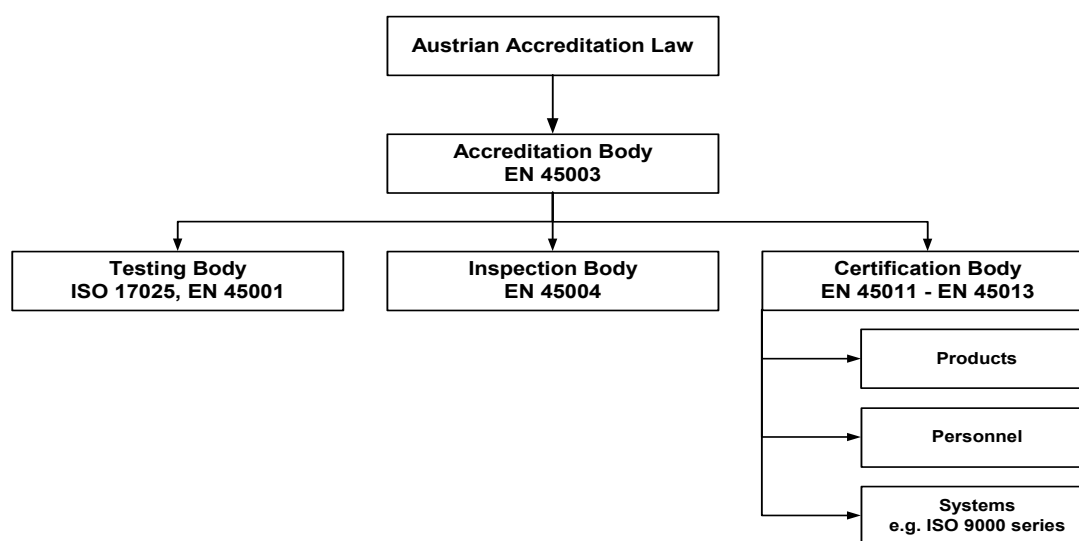 Austrian Accreditation Law
Accreditation Body
EN 45003
Testing Body
ISO 17025, EN 45001
Inspection Body
EN 45004
Certification Body
EN 45011 - EN 45013
Products
Personnel
Systems
e.g. ISO 9000 series